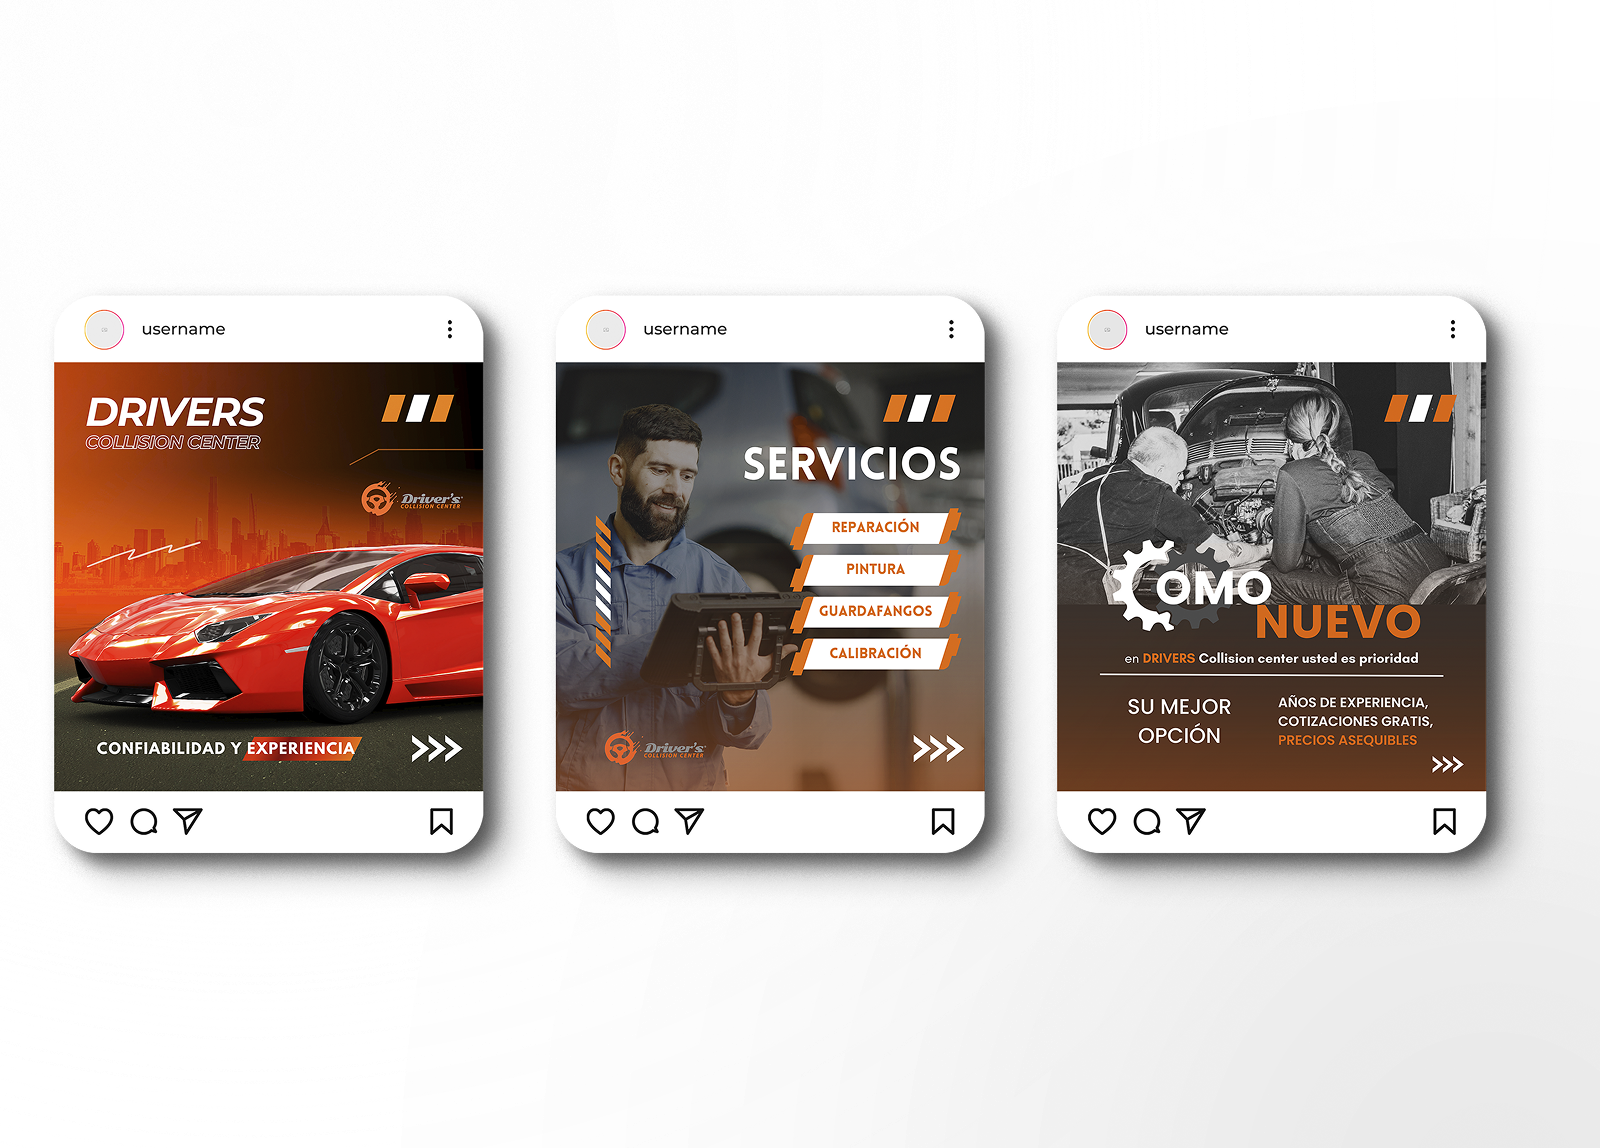 username
DRIVERS
COLLISION CENTER
Driver's
COLLISION CENTER
CONFIABILIDAD Y EXPERIENCIA
username
SERVICIOS
REPARACIÓN
PINTURA
GUARDAFANGOS
CALIBRACIÓN
Driver's
COLLISION CENTER
username
COMO
NUEVO
en DRIVERS Collision center usted es prioridad
SU MEJOR
OPCIÓN
AÑOS DE EXPERIENCIA,
COTIZACIONES GRATIS,
PRECIOS ASEQUIBLES